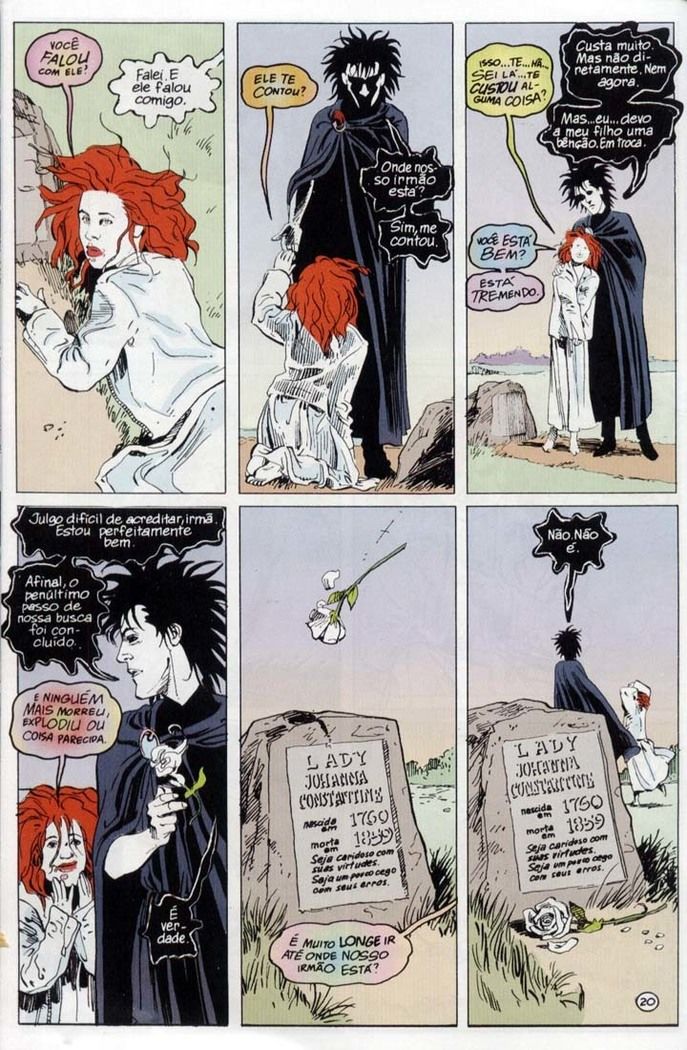 VOCÊ
FALOU
COM ELE?
Falei. E
ele falou
comigo.
ELE TE
CONTOU?
Onde nos-
so irmão
está?
Sim, me
contou.
ISSO...TE...HÃ...
SEI LÁ...TE
CUSTOU AL-
GUMA COISA?
Custa muito.
Mas não di-
retamente. Nem
agora.
Mas...eu...devo
a meu filho uma
bênção. Em troca.
VOCÊ ESTÁ
BEM?
ESTÁ
TREMENDO.
Julgo difícil de acreditar, irmã.
Estou perfeitamente
bem.
Afinal, o
penúltimo
passo de
nossa busca
foi con-
cluído.
E NINGUÉM
MAIS MORREU,
EXPLODIU OU
COISA PARECIDA.
É
ver-
dade.
LADY
JOHANNA
CONSTANTINE
nascida
em 1760
morta
em 1859
Seja caridoso com
suas virtudes.
Seja um pouco cego
com seus erros.
É MUITO LONGE IR
ATÉ ONDE NOSSO
IRMÃO ESTÁ?
Não. Não
é.
LADY
JOHANNA
CONSTANTINE
nascida
em 1760
morta
em 1859
Seja caridoso com
suas virtudes.
Seja um pouco cego
com seus erros.
20